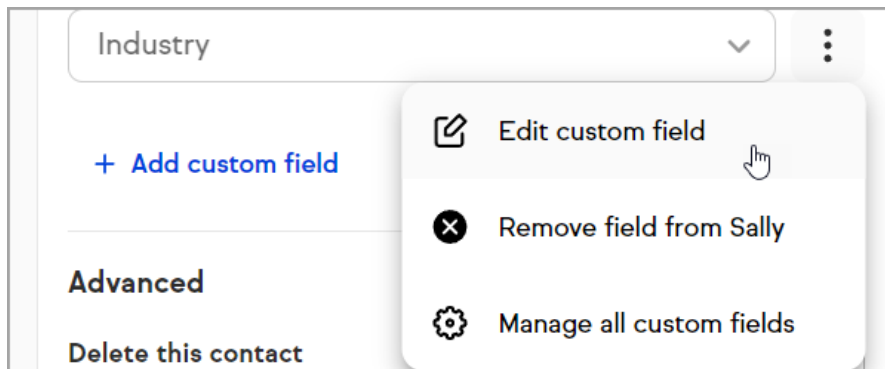 Industry
Edit custom field
+ Add custom field
Remove field from Sally
Advanced
Manage all custom fields
Delete this contact